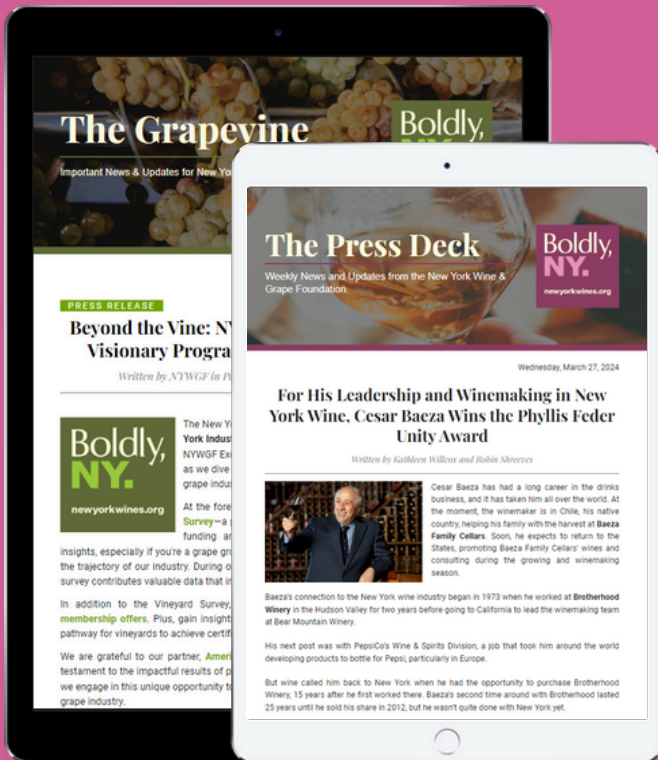 The Grapevine
Important News & Updates for New Yo
Boldly,
PRESS RELEASE
Beyond the Vine: NY
Visionary Progra
Written by NYWGF in P
Boldly,
NY.
newyorkwines.org
The New Y
York Indus
NYWGF Exe
as we dive
grape indus
At the fore
Survey—a p
funding an
insights, especially if you're a grape gro
the trajectory of our industry. During o
survey contributes valuable data that in
In addition to the Vineyard Survey,
membership offers. Plus, gain insight
pathway for vineyards to achieve certif
We are grateful to our partner, Ameri
testament to the impactful results of p
we engage in this unique opportunity to
grape industry.
The Press Deck
Weekly News and Updates from the New York Wine &
Grape Foundation
Boldly,
NY.
newyorkwines.org
Wednesday, March 27, 2024
For His Leadership and Winemaking in New
York Wine, Cesar Baeza Wins the Phyllis Feder
Unity Award
Written by Kathleen Willcox and Robin Shreeves
Cesar Baeza has had a long career in the drinks
business, and it has taken him all over the world. At
the moment, the winemaker is in Chile, his native
country, helping his family with the harvest at Baeza
Family Cellars. Soon, he expects to return to the
States, promoting Baeza Family Cellars' wines and
consulting during the growing and winemaking
season.
Baeza's connection to the New York wine industry began in 1973 when he worked at Brotherhood
Winery in the Hudson Valley for two years before going to California to lead the winemaking team
at Bear Mountain Winery.
His next post was with PepsiCo's Wine & Spirits Division, a job that took him around the world
developing products to bottle for Pepsi, particularly in Europe.
But wine called him back to New York when he had the opportunity to purchase Brotherhood
Winery, 15 years after he first worked there. Baeza's second time around with Brotherhood lasted
25 years until he sold his share in 2012, but he wasn't quite done with New York yet.